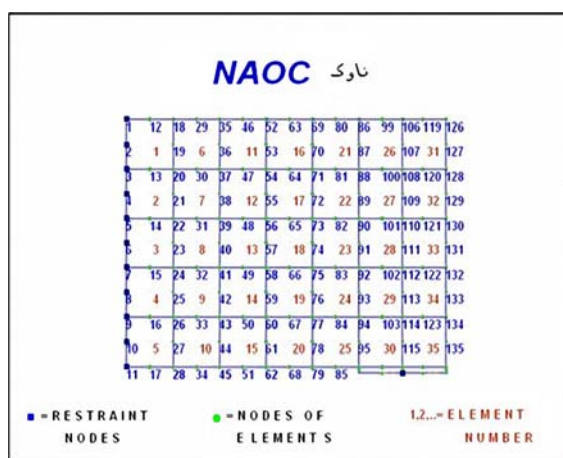 NAOC ناوک
1 12 18 29 35 46 52 63 69 80 86 99 106 119 126
2 1 19 6 36 11 53 16 70 21 87 26 107 31 127
3 13 20 30 37 47 54 64 71 81 88 100 108 120 128
4 2 21 7 38 12 55 17 72 22 89 27 109 32 129
5 14 22 31 39 48 56 65 73 82 90 101 110 121 130
6 3 23 8 40 13 57 18 74 23 91 28 111 33 131
7 15 24 32 41 49 58 66 75 83 92 102 112 122 132
8 4 25 9 42 14 59 19 76 24 93 29 113 34 133
9 16 26 33 43 50 60 67 77 84 94 103 114 123 134
10 5 27 10 44 15 61 20 78 25 95 30 115 35 135
11 17 28 34 45 51 62 68 79 85
= RESTRAINT = NODES OF 1,2,..= ELEMENT
NODES ELEMENTS NUMBER